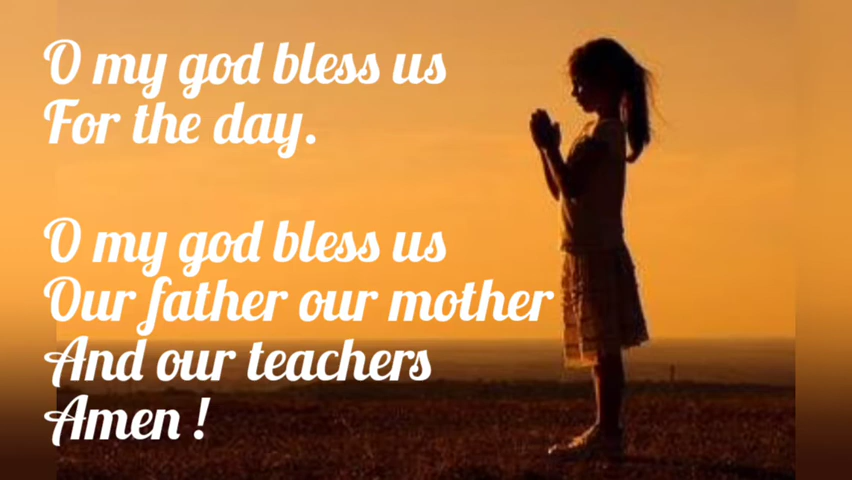 O my god bless us
For the day.
O my god bless us
Our father our mother
And our teachers
Amen !